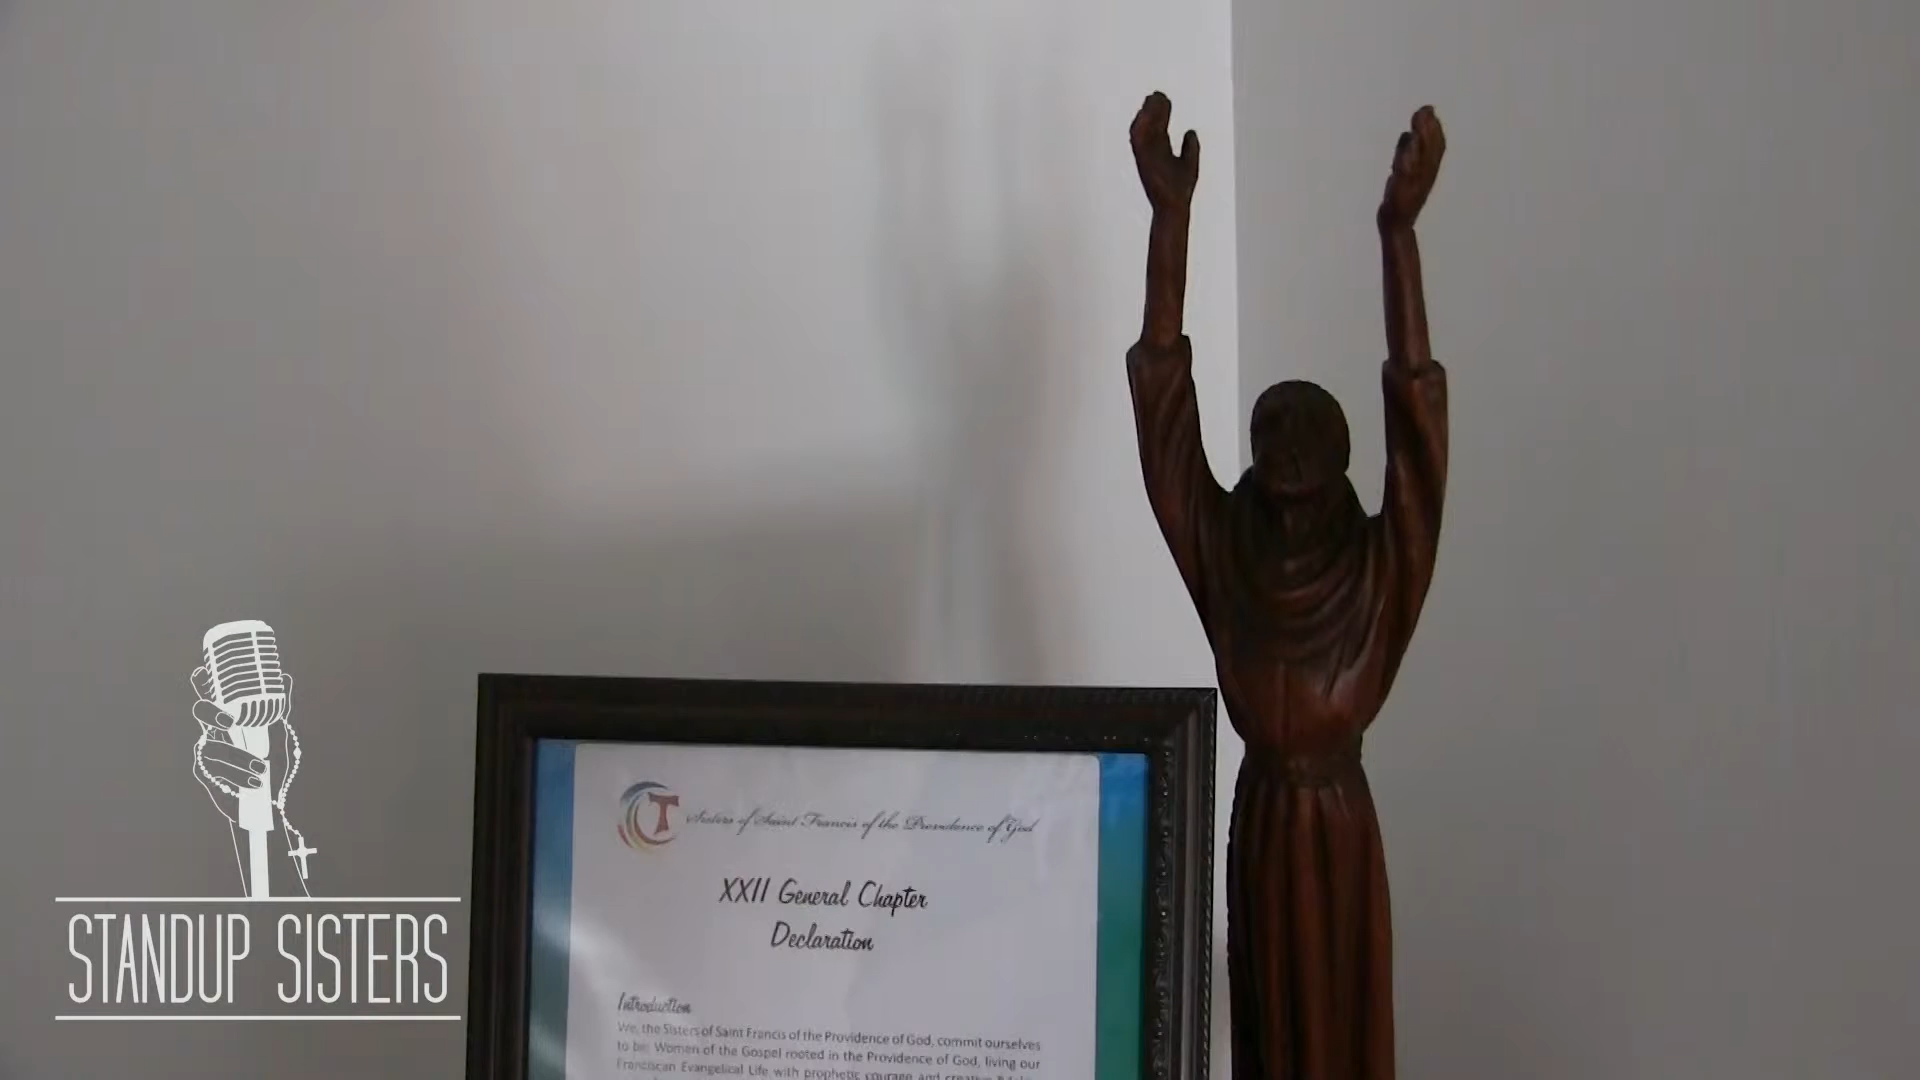 Sisters of Saint Francis of the Providence of God
XXII General Chapter
Declaration
Introduction
We, the Sisters of Saint Francis of the Providence of God, commit ourselves
to be: Women of the Gospel rooted in the Providence of God, living our
Franciscan Evangelical Life with prophetic courage and creative
STANDUP SISTERS